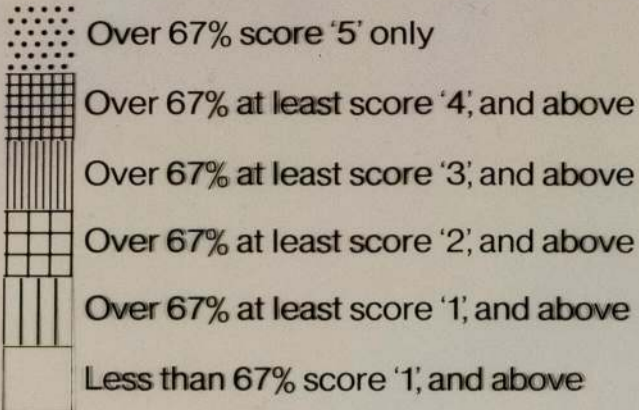 Over 67% score ‘5’ only
Over 67% at least score ‘4’, and above
Over 67% at least score ‘3’, and above
Over 67% at least score ‘2’, and above
Over 67% at least score ‘1’, and above
Less than 67% score ‘1’, and above